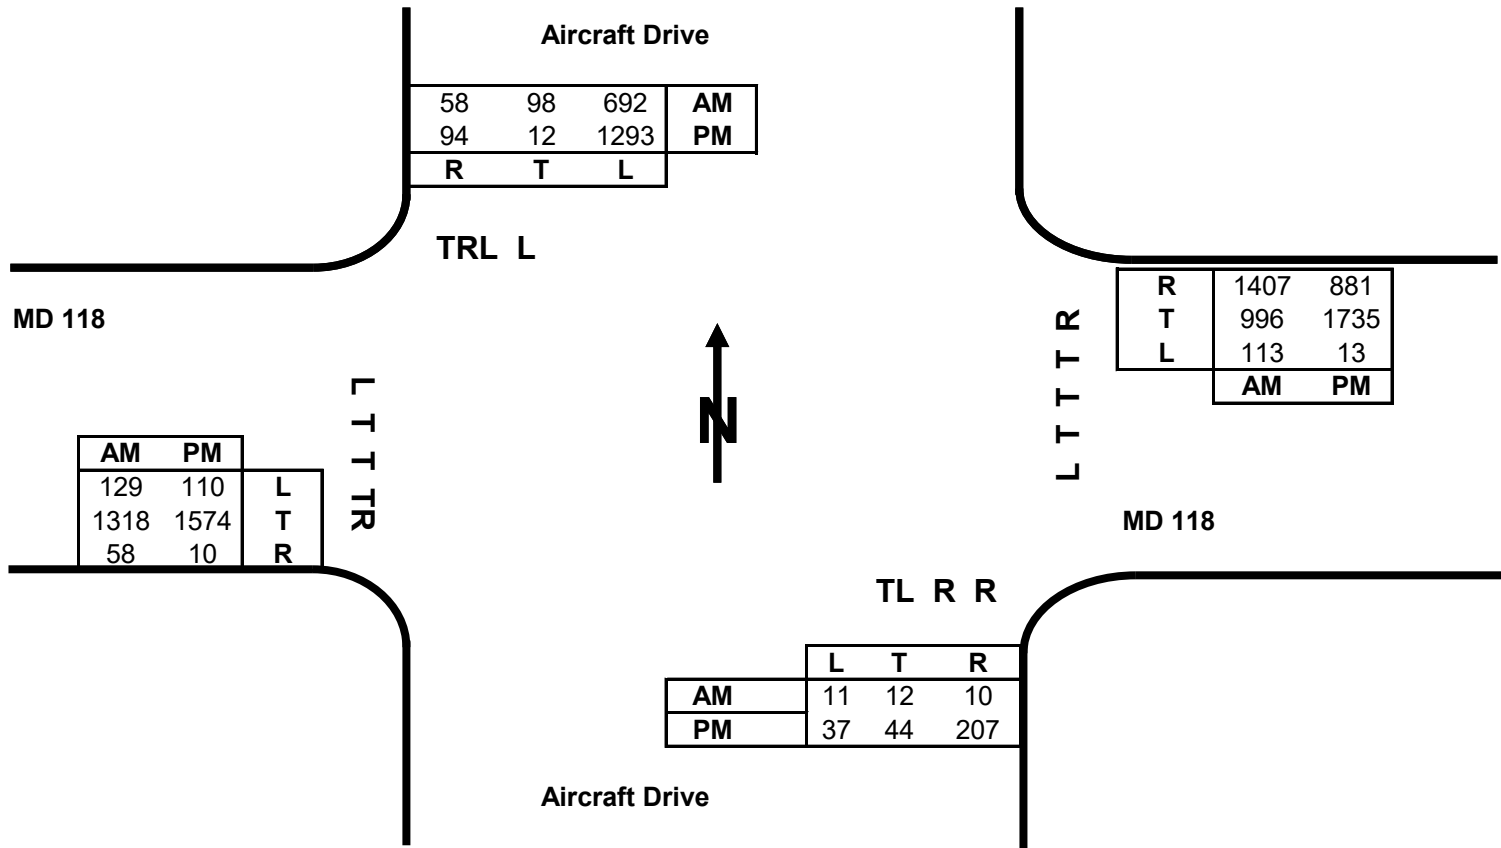 Aircraft Drive
58 98 692 AM
94 12 1293 PM
R T L
TRL L
MD 118
R 1407 881
T 996 1735
L 113 13
AM PM
L T T T R
L T T TR
N
AM PM
129 110 L
1318 1574 T
58 10 R
MD 118
TL R R
L T R
AM 11 12 10
PM 37 44 207
Aircraft Drive